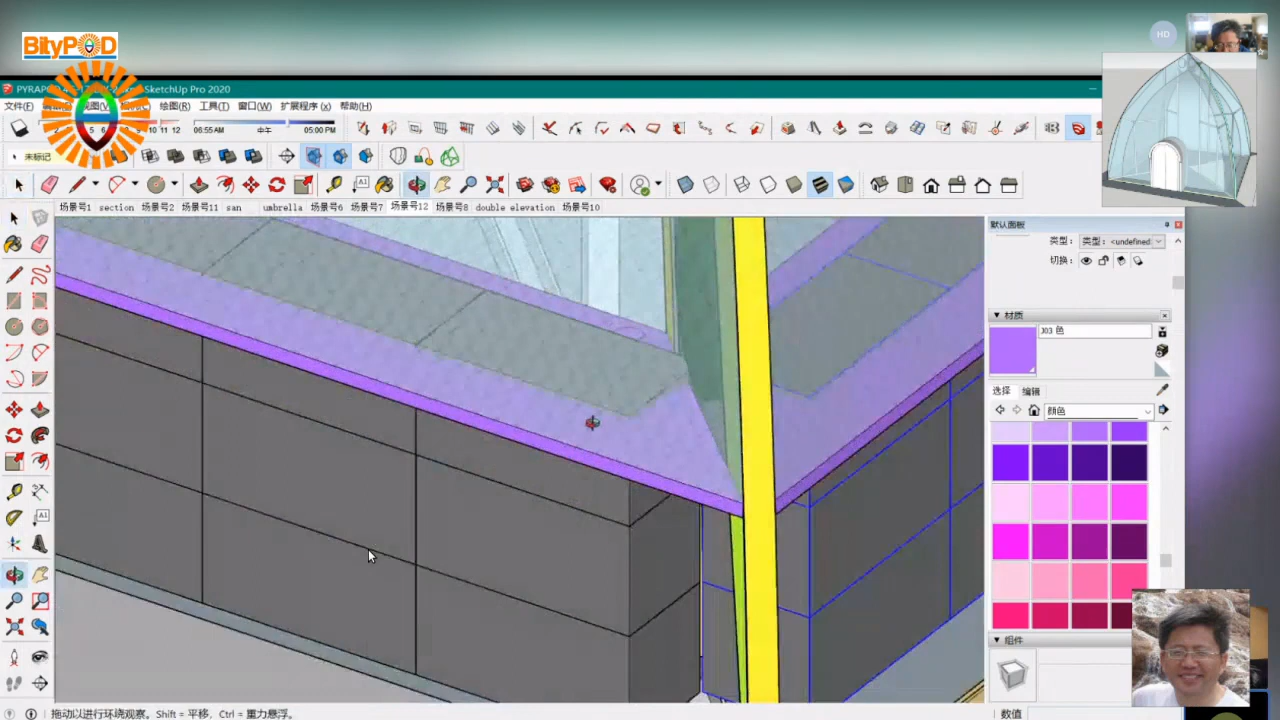 BityPOD
HD
SketchUp Pro 2020
文件(F)
绘图(R) 工具(T) 窗口(W) 扩展程序 (x) 帮助(H)
11 12 06:55AM 中午 05:00 PM
未标记
场景号1 section 场景号2 场景号11 san umbrella 场景号6 场景号7 场景号12 场景号8 double elevation 场景号10
默认面板
类型: 类型: <undefined
切换:
材质
J03 色
选择 编辑
颜色
组件
拖动以进行环绕观察。Shift = 平移，Ctrl = 重力悬浮。
数值